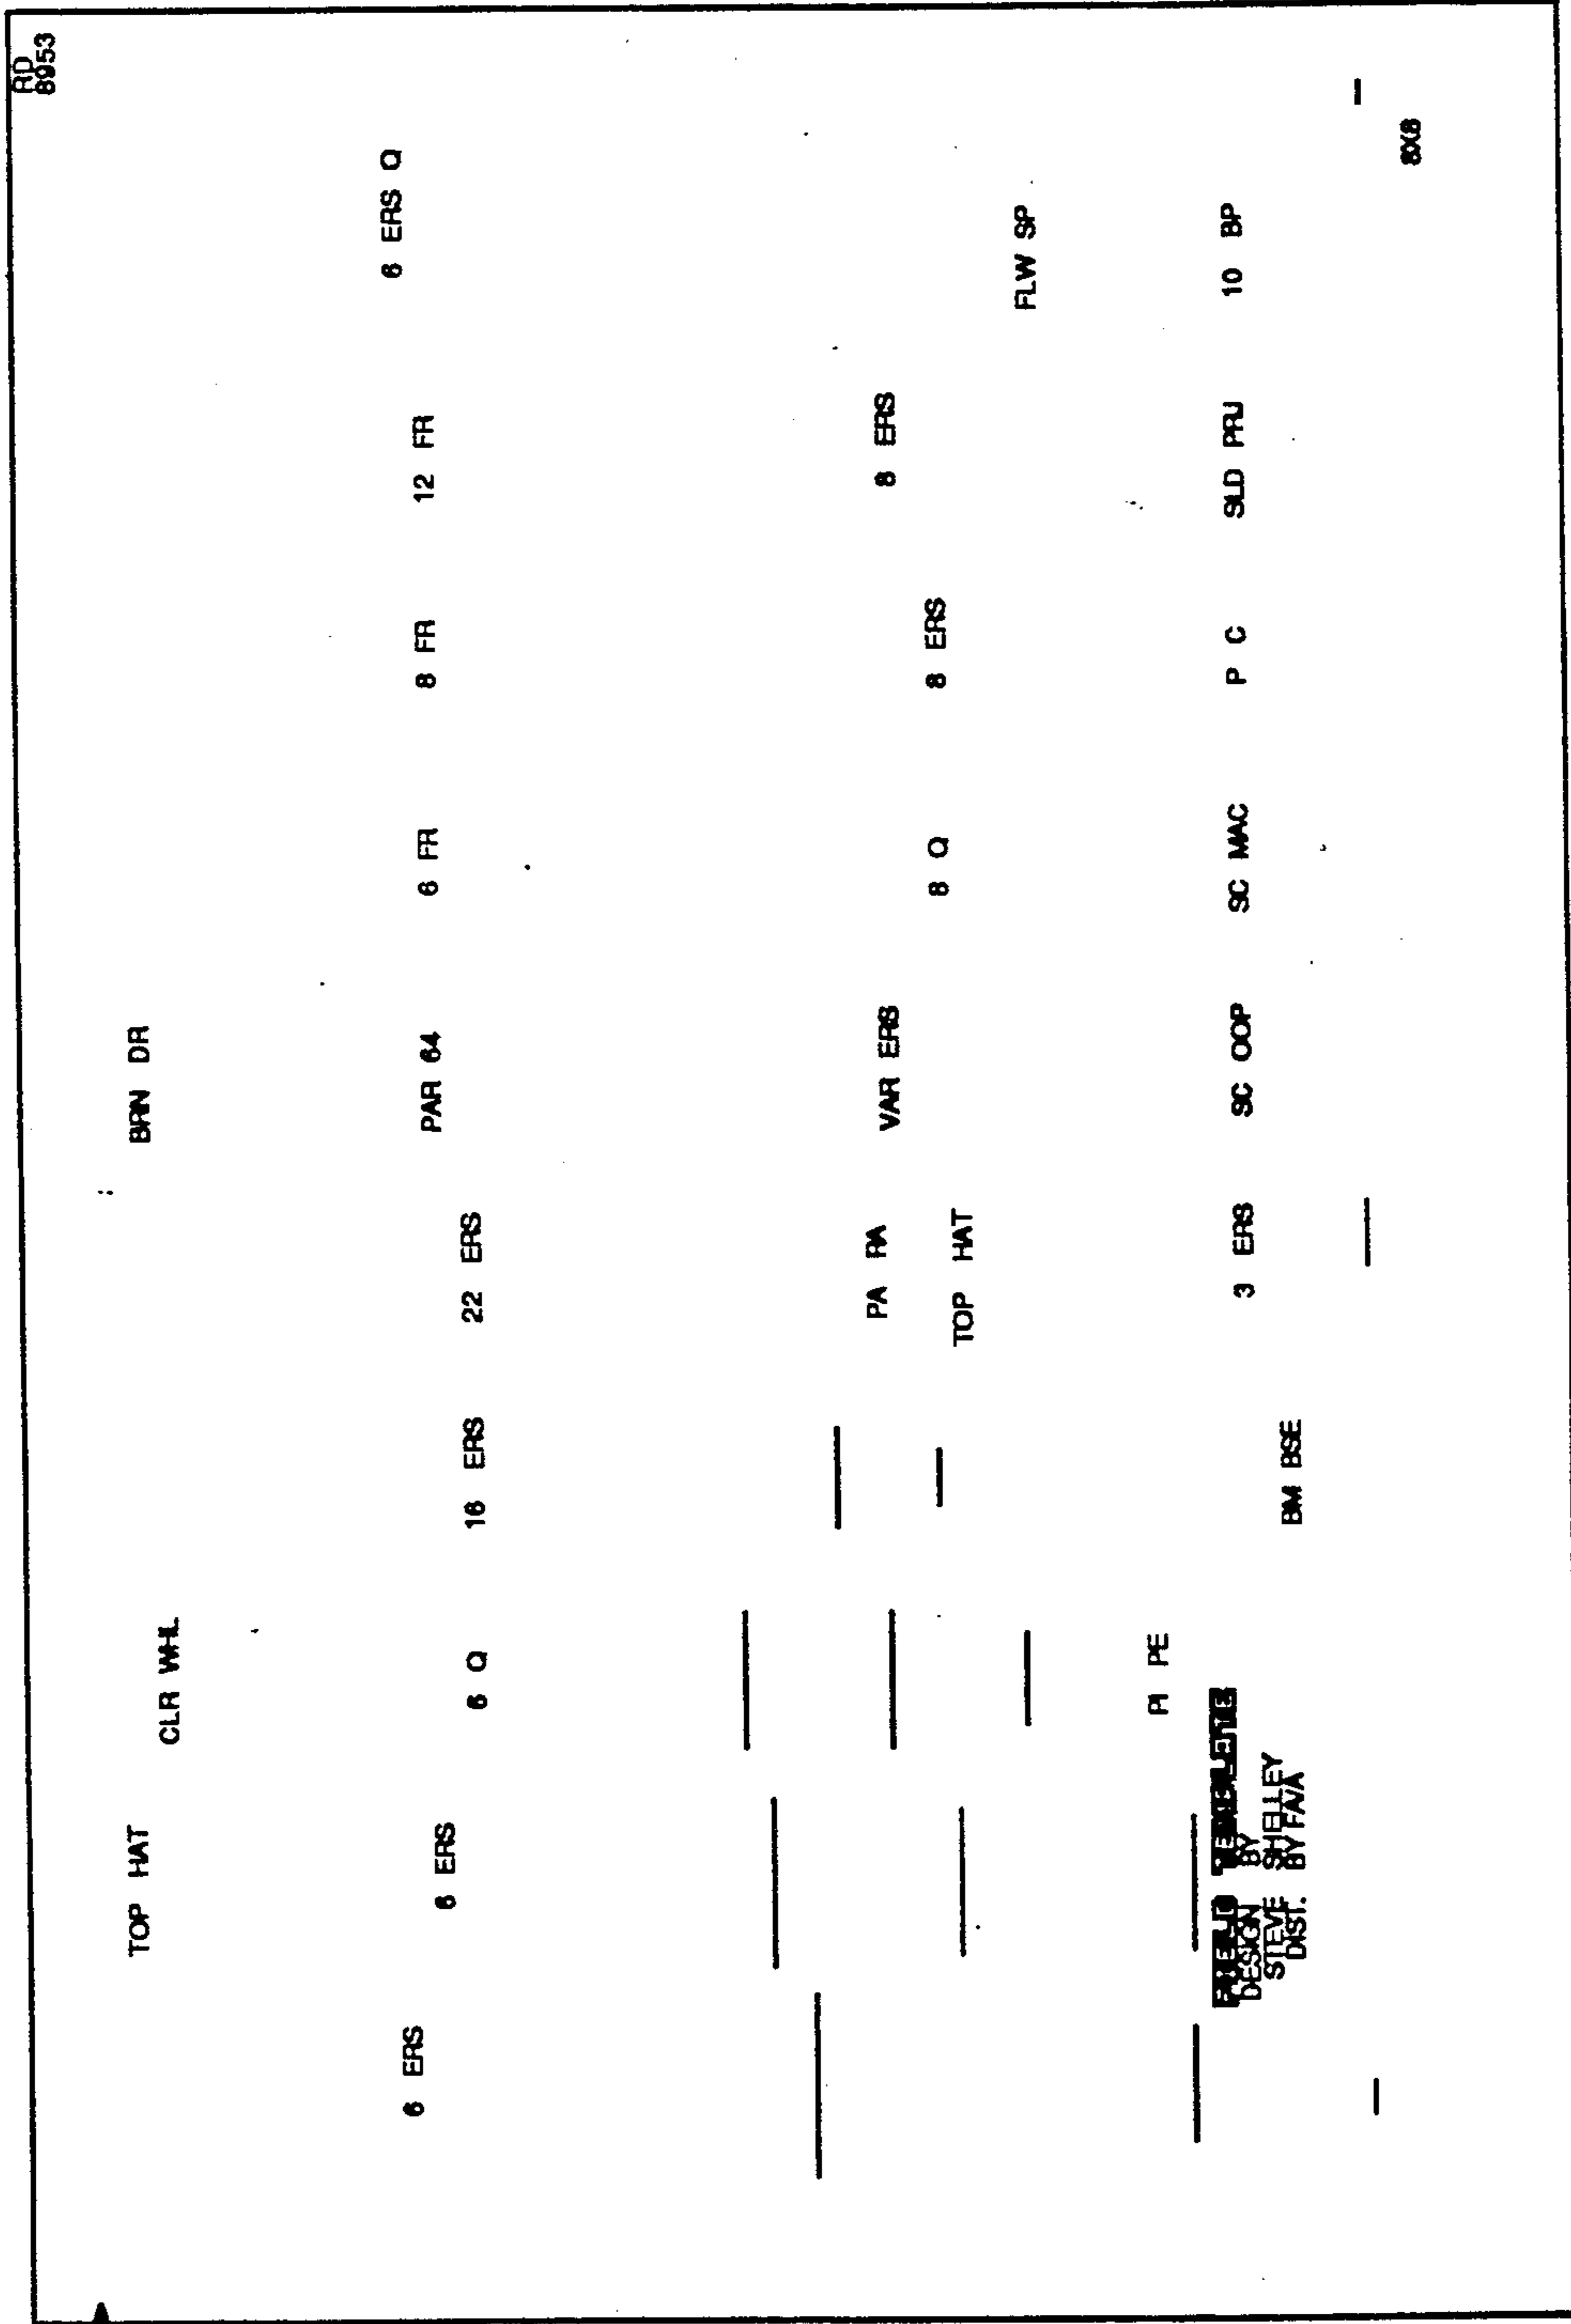 RD
8953
TOP HAT
CLR WHL
BRN DR
6 ERS
6 ERS
6 Q
16 ERS
22 ERS
PAR 64
6 FR
8 FR
12 FR
6 ERS Q
PA RA
TOP HAT
VAR ERS
8 Q
8 ERS
8 ERS
FLW SP
PI PE
BM BSE
3 ERS
SC OOP
SC MAC
P C
SLD PRJ
10 BP
DESIGN BY
STEVE SHELLEY
DIST. BY FA/A
8X8